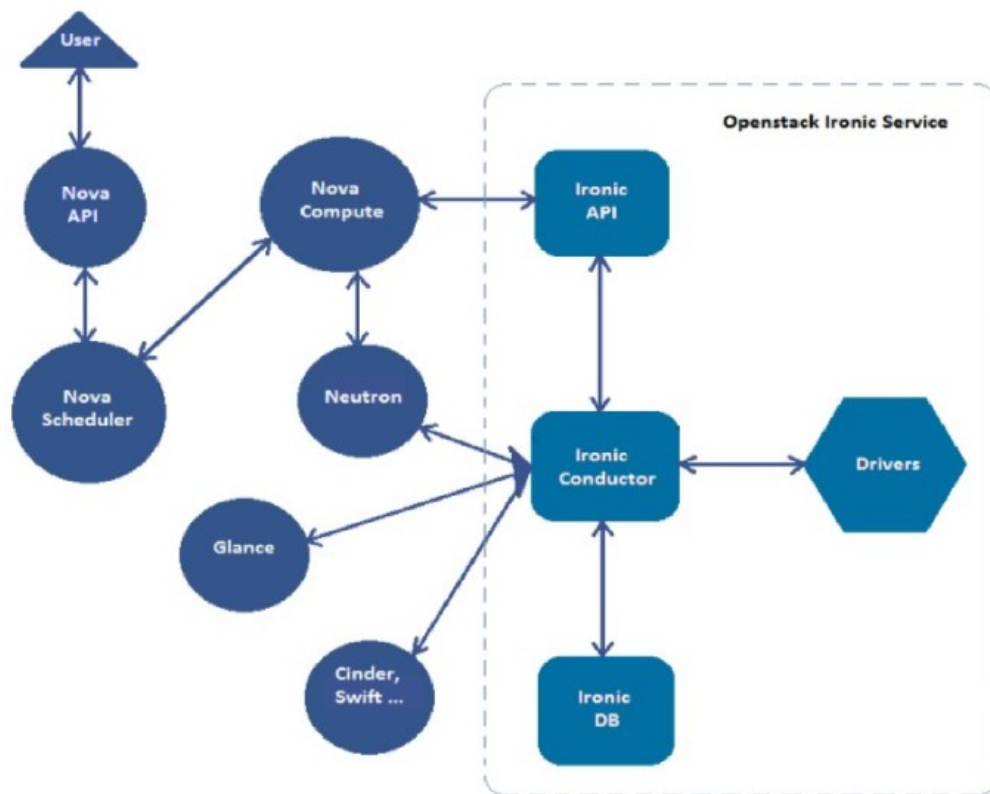 User
Openstack Ironic Service
Nova
API
Nova
Compute
Ironic
API
Nova
Scheduler
Neutron
Ironic
Conductor
Drivers
Glance
Cinder,
Swift ...
Ironic
DB